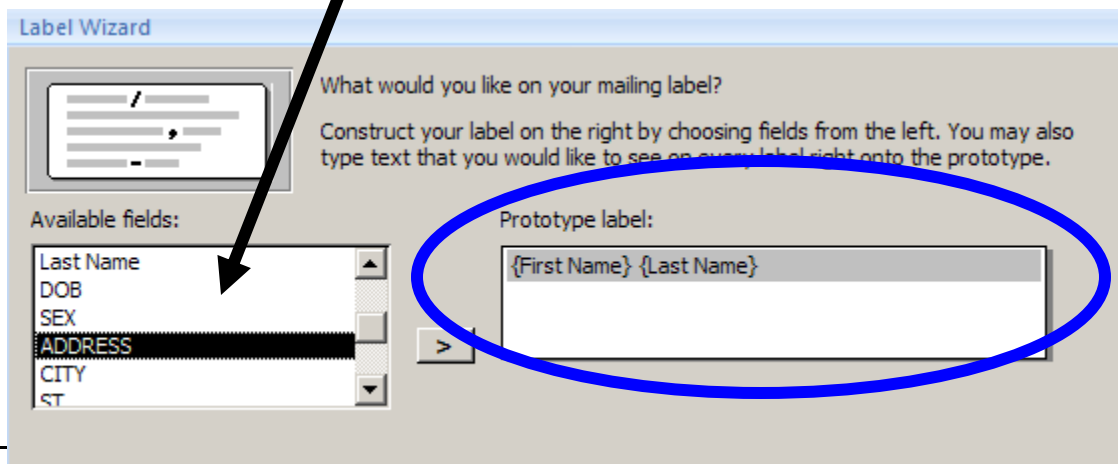 Label Wizard
What would you like on your mailing label?
Construct your label on the right by choosing fields from the left. You may also
type text that you would like to see on every label right onto the prototype.
Available fields:
Prototype label:
Last Name
DOB
SEX
ADDRESS
CITY
ST
>
{First Name} {Last Name}